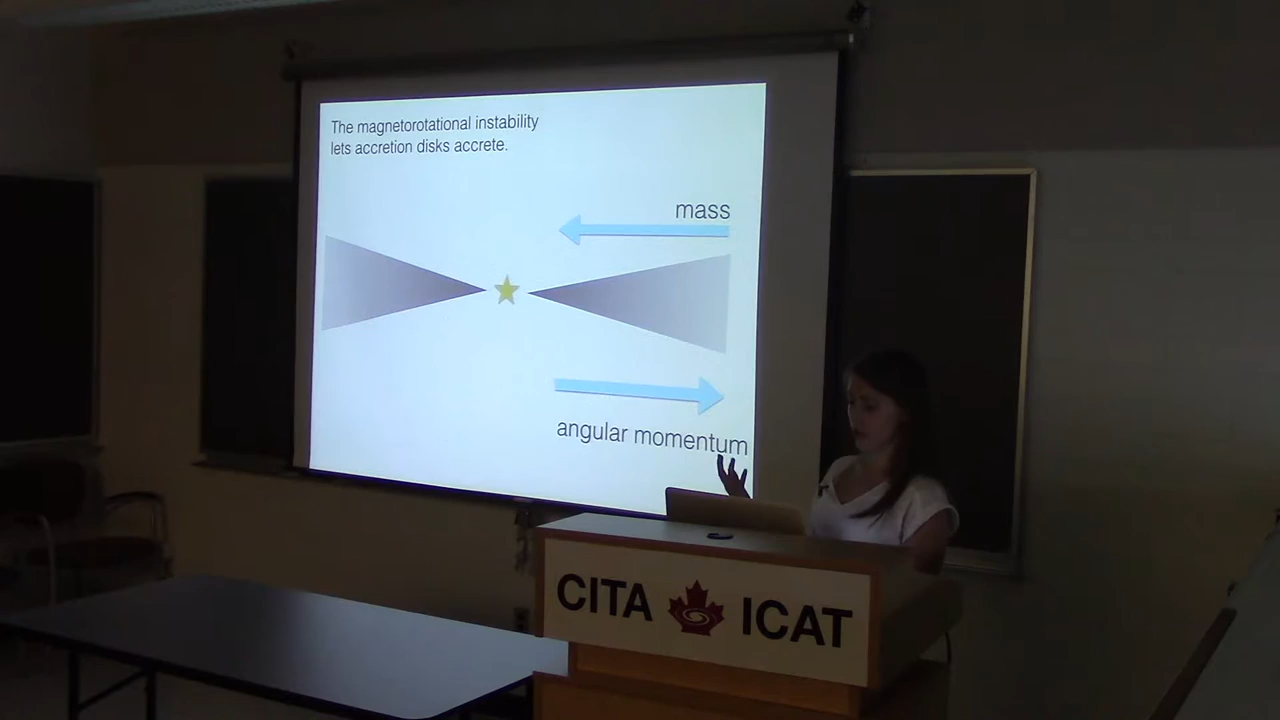 The magnetorotational instability
lets accretion disks accrete.
mass
angular momentum
CITA ICAT